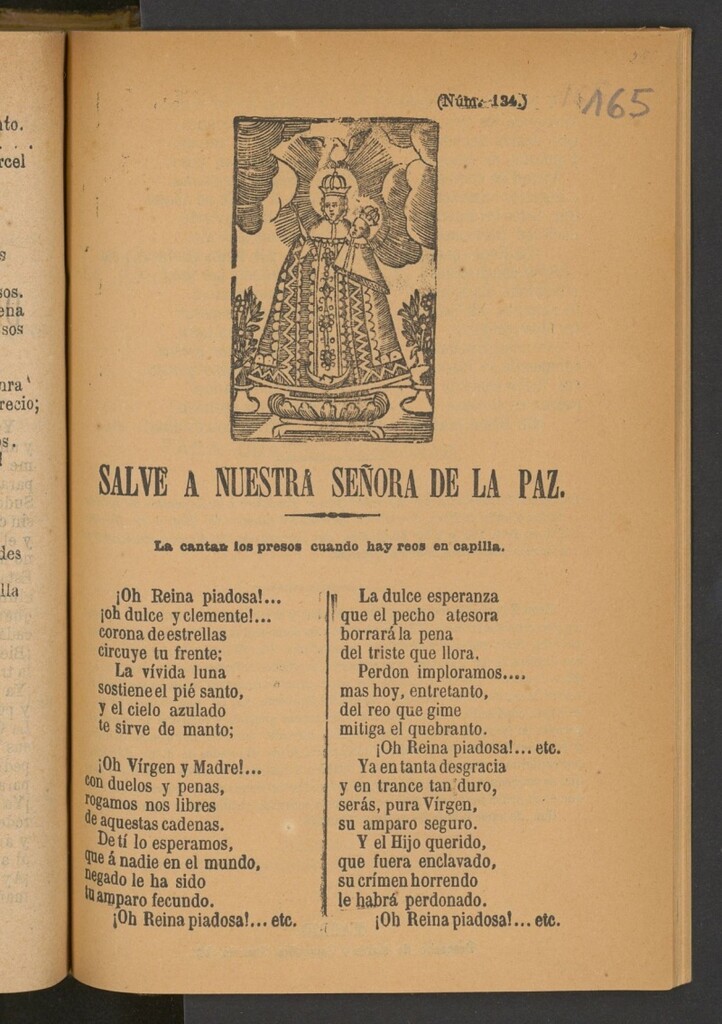 (Núm. 134.)
165
SALVE A NUESTRA SEÑORA DE LA PAZ.
La cantan los presos cuando hay reos en capilla.
¡Oh Reina piadosa!...
¡oh dulce y clemente!...
corona de estrellas
circuye tu frente;
La vívida luna
sostiene el pié santo,
y el cielo azulado
te sirve de manto;
¡Oh Vírgen y Madre!...
con duelos y penas,
rogamos nos libres
de aquestas cadenas.
De tí lo esperamos,
que á nadie en el mundo,
negado le ha sido
tu amparo fecundo.
¡Oh Reina piadosa!... etc.
La dulce esperanza
que el pecho atesora
borrará la pena
del triste que llora.
Perdon imploramos....
mas hoy, entretanto,
del reo que gime
mitiga el quebranto.
¡Oh Reina piadosa!... etc.
Ya en tanta desgracia
y en trance tan duro,
serás, pura Vírgen,
su amparo seguro.
Y el Hijo querido,
que fuera enclavado,
su crímen horrendo
le habrá perdonado.
¡Oh Reina piadosa!... etc.